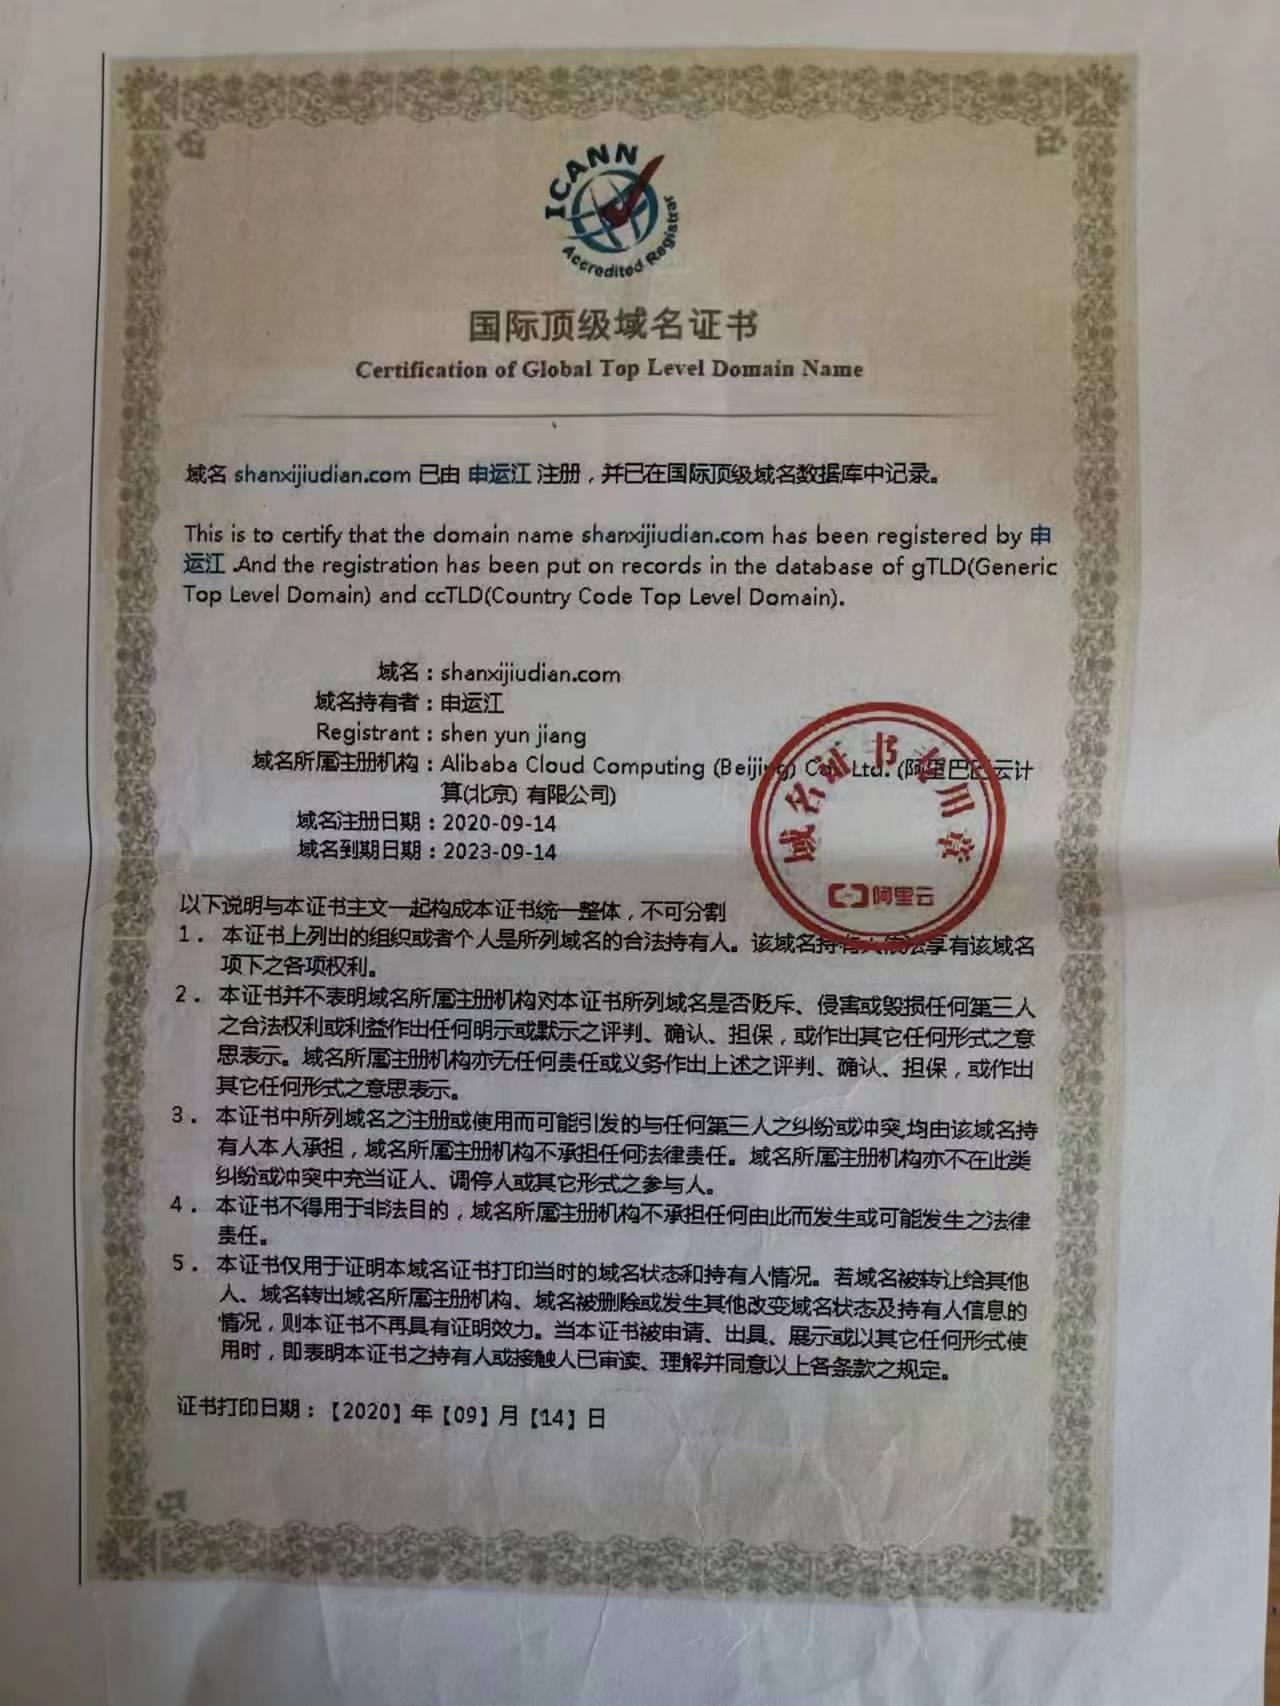 ICANN
Accredited Registrar
国际顶级域名证书
Certification of Global Top Level Domain Name
域名 shanxijiudian.com 已由 申运江 注册，并已在国际顶级域名数据库中记录。
This is to certify that the domain name shanxijiudian.com has been registered by 申
运江 .And the registration has been put on records in the database of gTLD(Generic
Top Level Domain) and ccTLD(Country Code Top Level Domain).
域名：shanxijiudian.com
域名持有者：申运江
Registrant：shen yun jiang
域名所属注册机构：Alibaba Cloud Computing (Beijing) Co., Ltd. (阿里巴巴云计
算(北京) 有限公司)
域名注册日期：2020-09-14
域名到期日期：2023-09-14
域名证书专用章
阿里云
以下说明与本证书主文一起构成本证书统一整体，不可分割
1. 本证书上列出的组织或者个人是所列域名的合法持有人。该域名持有人依法享有该域名
项下之各项权利。
2. 本证书并不表明域名所属注册机构对本证书所列域名是否贬斥、侵害或毁损任何第三人
之合法权利或利益作出任何明示或默示之评判、确认、担保，或作出其它任何形式之意
思表示。域名所属注册机构亦无任何责任或义务作出上述之评判、确认、担保，或作出
其它任何形式之意思表示。
3. 本证书中所列域名之注册或使用而可能引发的与任何第三人之纠纷或冲突,均由该域名持
有人本人承担，域名所属注册机构不承担任何法律责任。域名所属注册机构亦不在此类
纠纷或冲突中充当证人、调停人或其它形式之参与人。
4. 本证书不得用于非法目的，域名所属注册机构不承担任何由此而发生或可能发生之法律
责任。
5. 本证书仅用于证明本域名证书打印当时的域名状态和持有人情况。若域名被转让给其他
人、域名转出域名所属注册机构、域名被删除或发生其他改变域名状态及持有人信息的
情况，则本证书不再具有证明效力。当本证书被申请、出具、展示或以其它任何形式使
用时，即表明本证书之持有人或接触人已审读、理解并同意以上各条款之规定。
证书打印日期：【2020】年【09】月【14】日